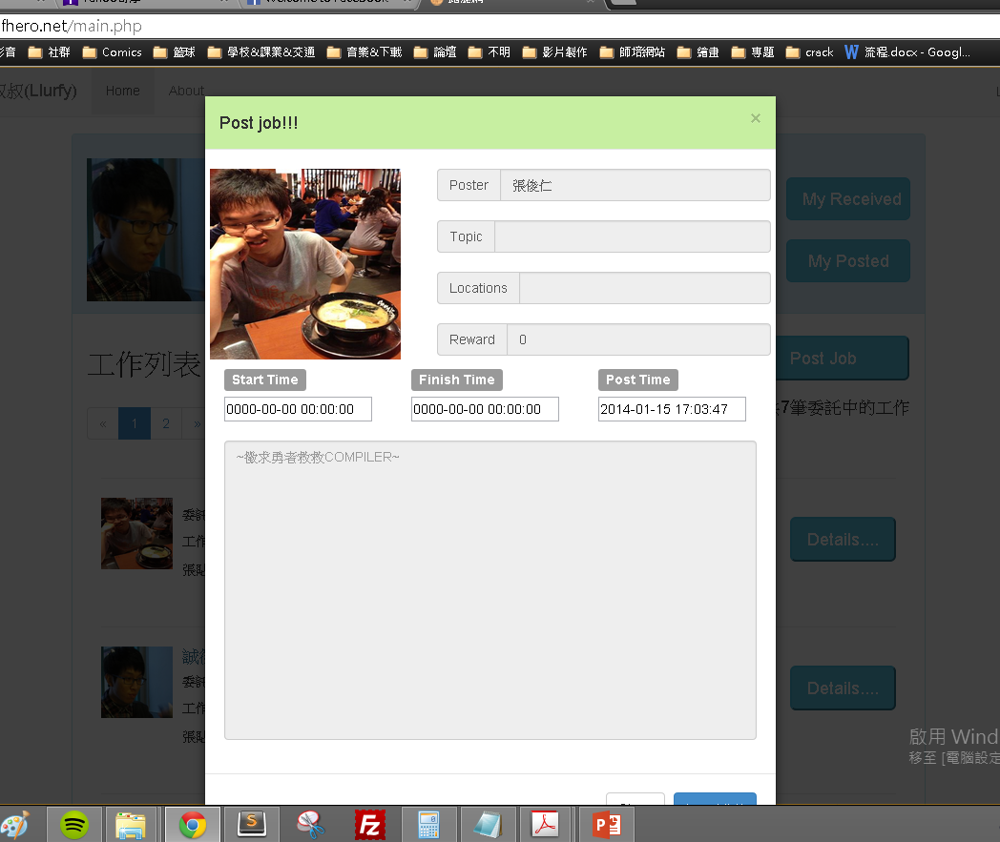 Welcome to Facebook
fhero.net/main.php
影音 社群 Comics 籃球 學校&課業&交通 音樂&下載 論壇 不明 影片製作 師培網站 繪畫 專題 crack 流程.docx - Googl...
叔(Llurfy) Home About
Post job!!! ×
Poster 張俊仁
My Received
Topic
My Posted
Locations
Reward 0
工作列表
Post Job
Start Time Finish Time Post Time
0000-00-00 00:00:00 0000-00-00 00:00:00 2014-01-15 17:03:47
7筆委託中的工作
« 1 2 »
~徵求勇者救救COMPILER~
委託
工作
張貼
Details....
誠
委託
工作
張貼
Details....
啟用 Wind
移至 [電腦設定